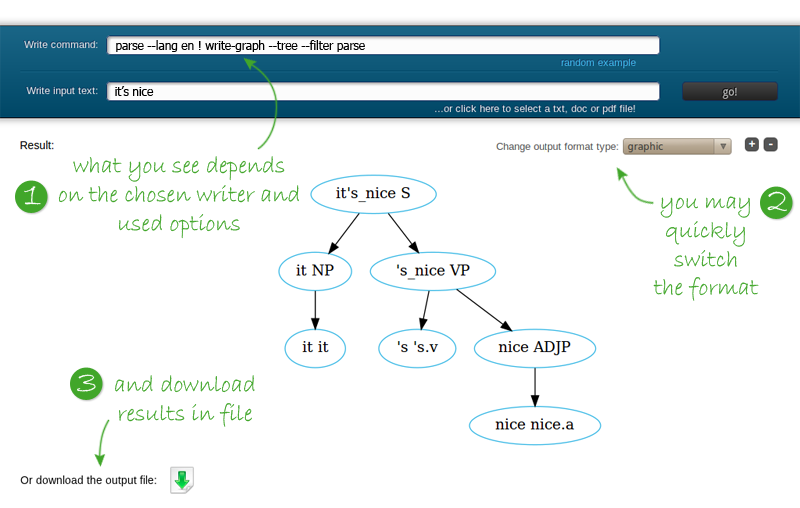 Write command: parse --lang en ! write-graph --tree --filter parse
random example
Write input text: it's nice go!
...or click here to select a txt, doc or pdf file!
Result:
Change output format type: graphic + -
1 what you see depends
on the chosen writer and
used options
2 you may
quickly
switch
the format
it's_nice S
it NP 's_nice VP
it it 's 's.v nice ADJP
nice nice.a
3 and download
results in file
Or download the output file: